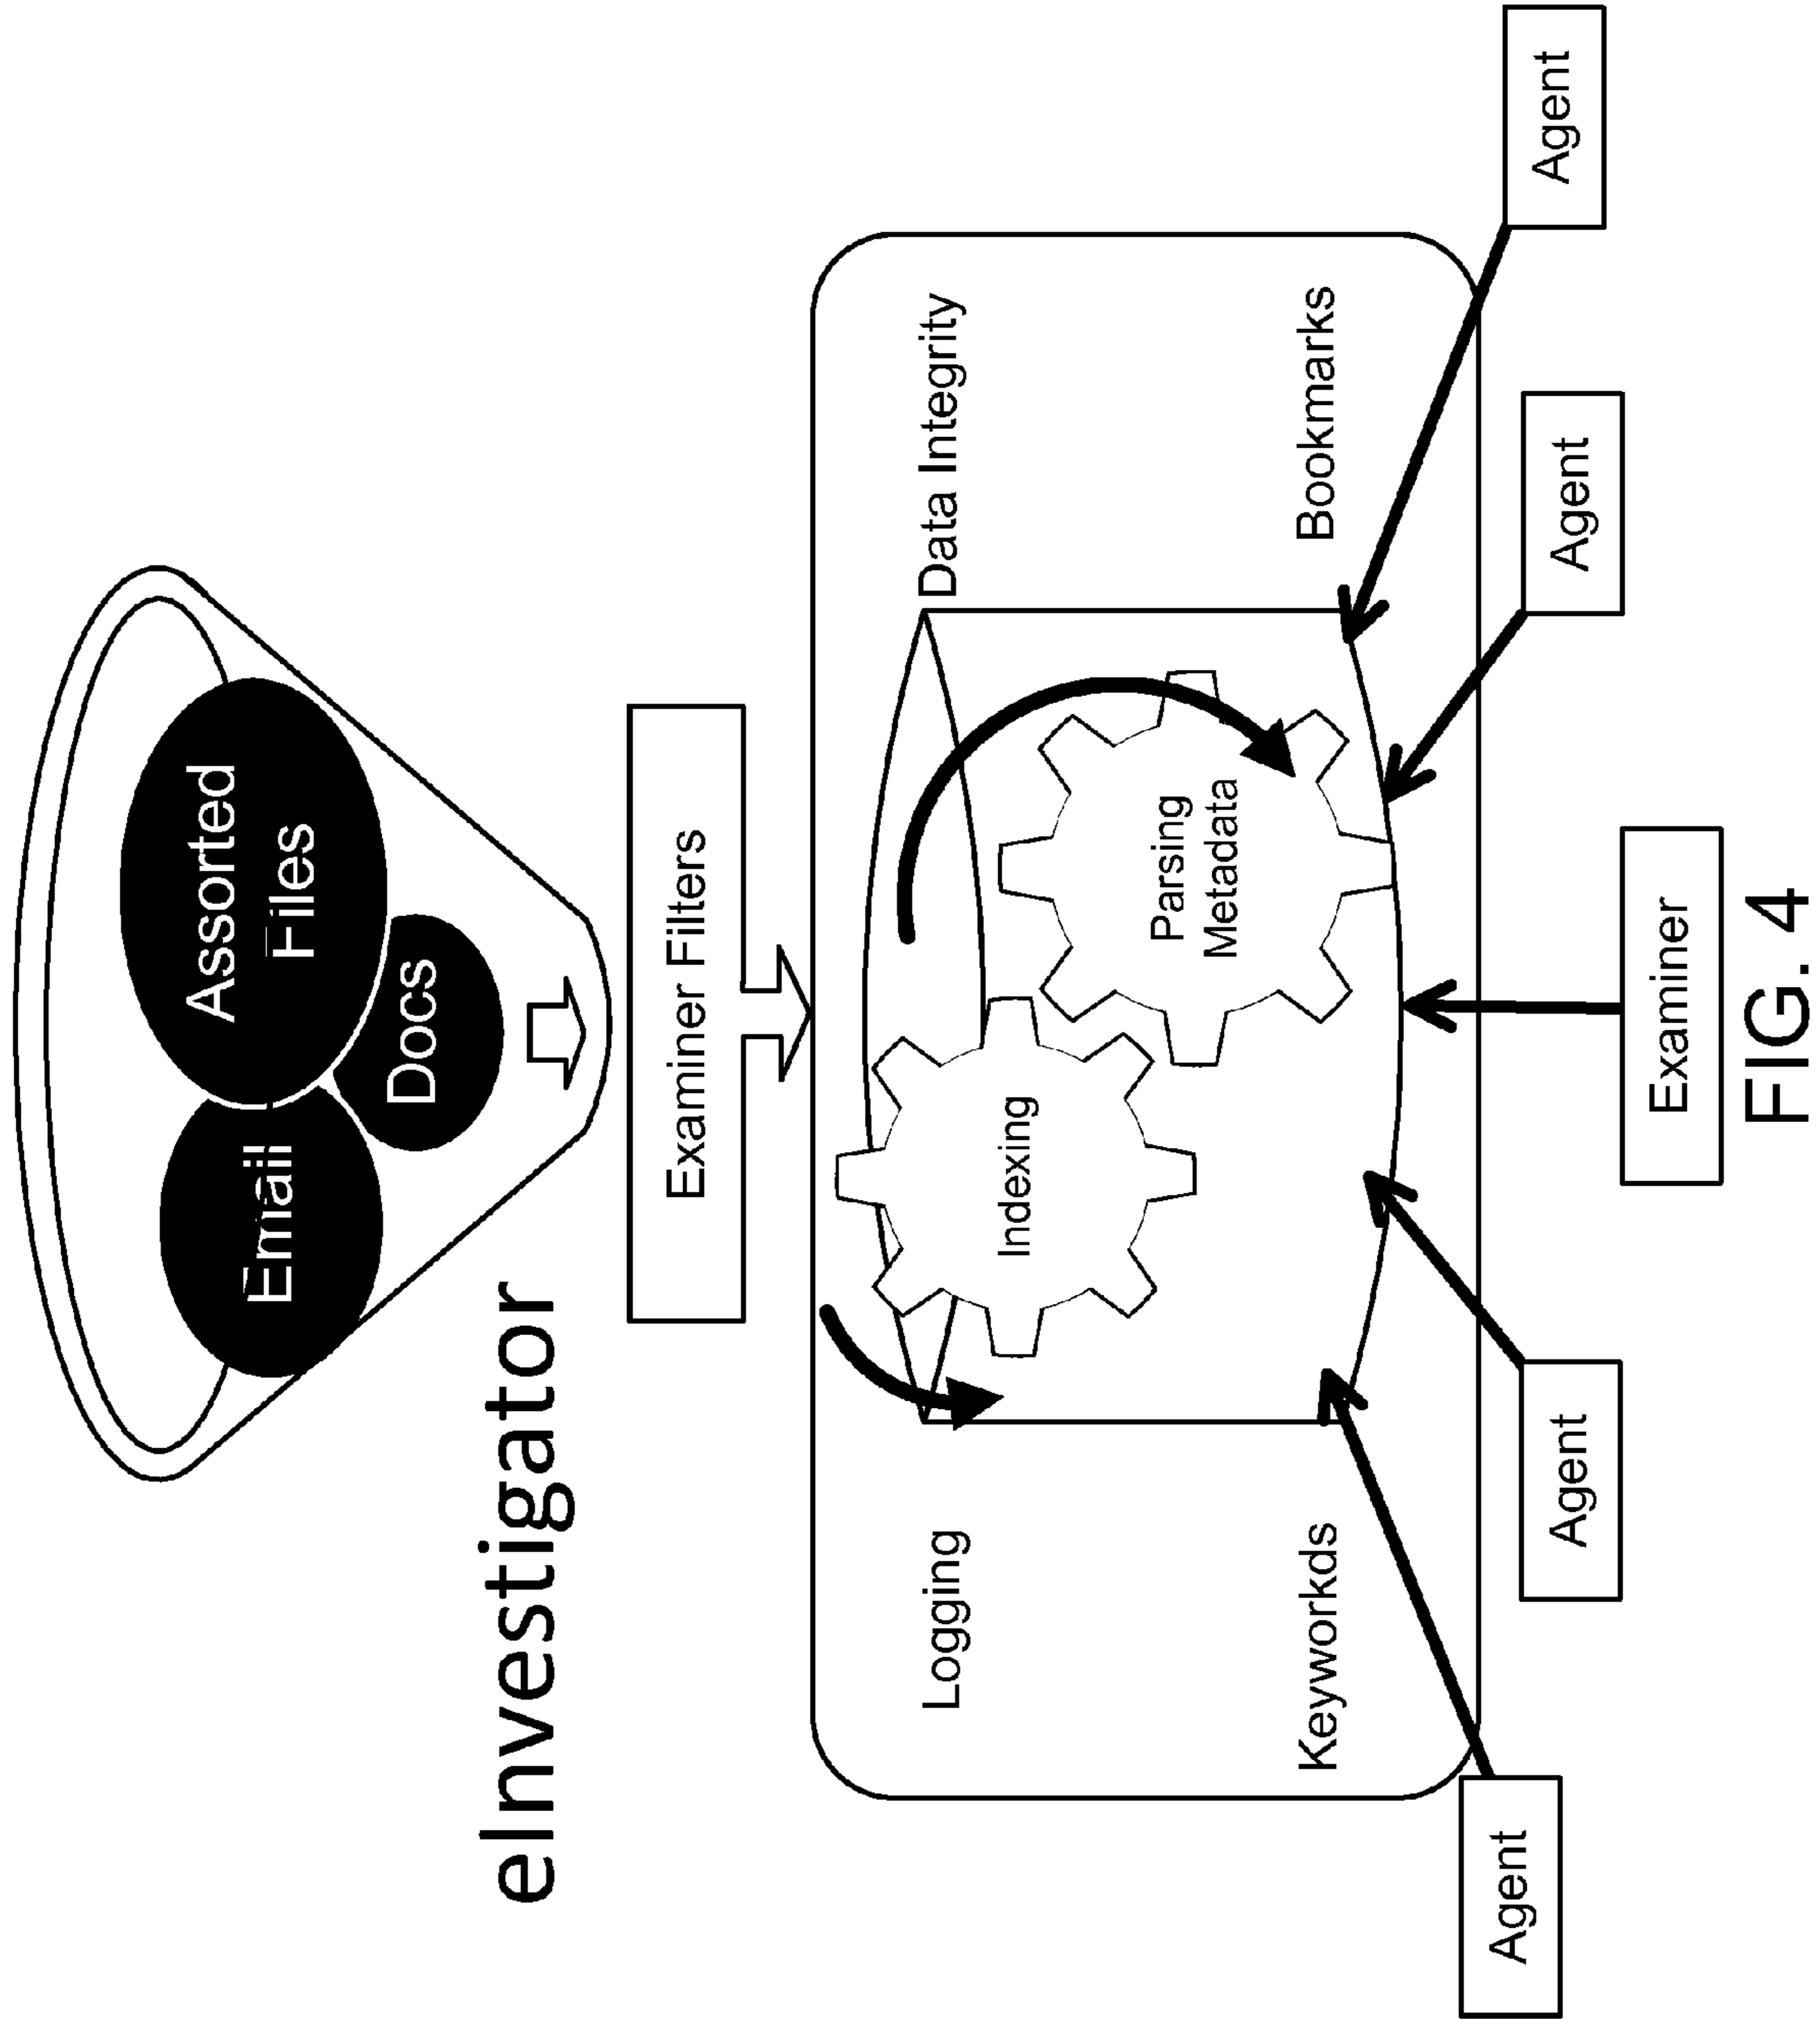 Assorted
Files
Email
Docs
eInvestigator
Examiner Filters
Logging
Data Integrity
Indexing
Parsing
Metadata
Keyworkds
Bookmarks
Agent
Agent
Examiner
Agent
Agent
FIG. 4